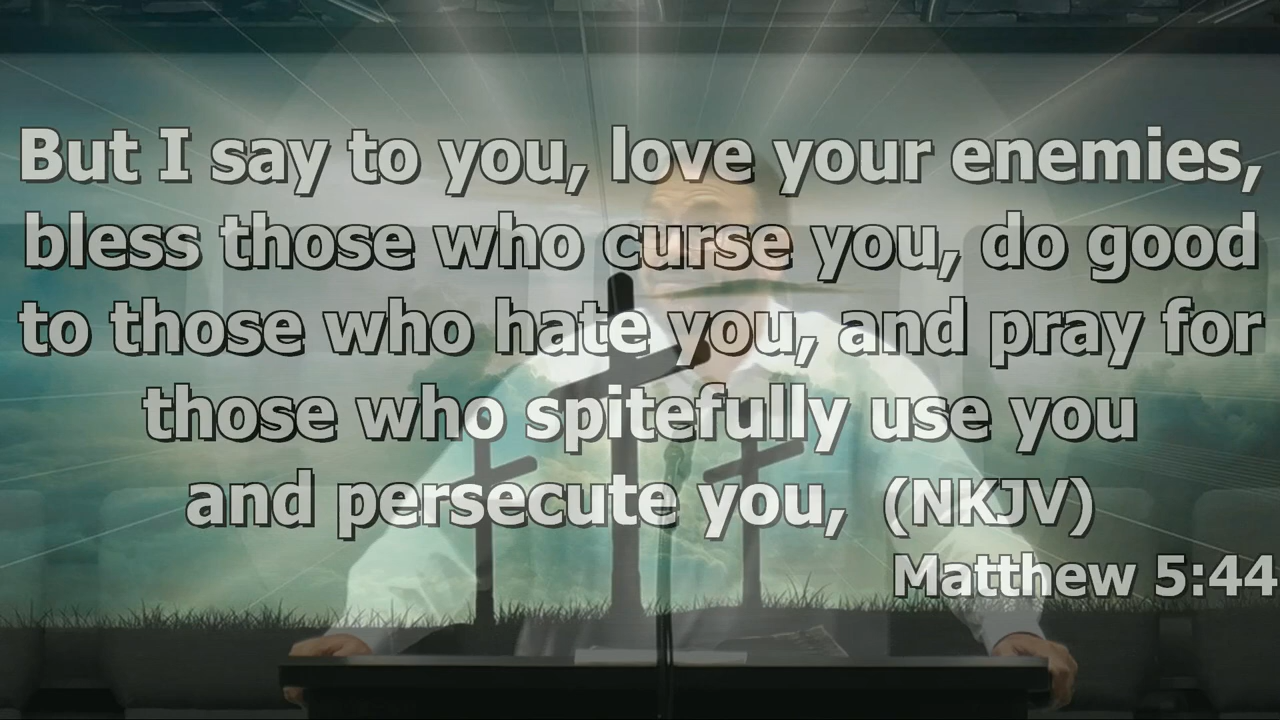 But I say to you, love your enemies,
bless those who curse you, do good
to those who hate you, and pray for
those who spitefully use you
and persecute you, (NKJV)
Matthew 5:44